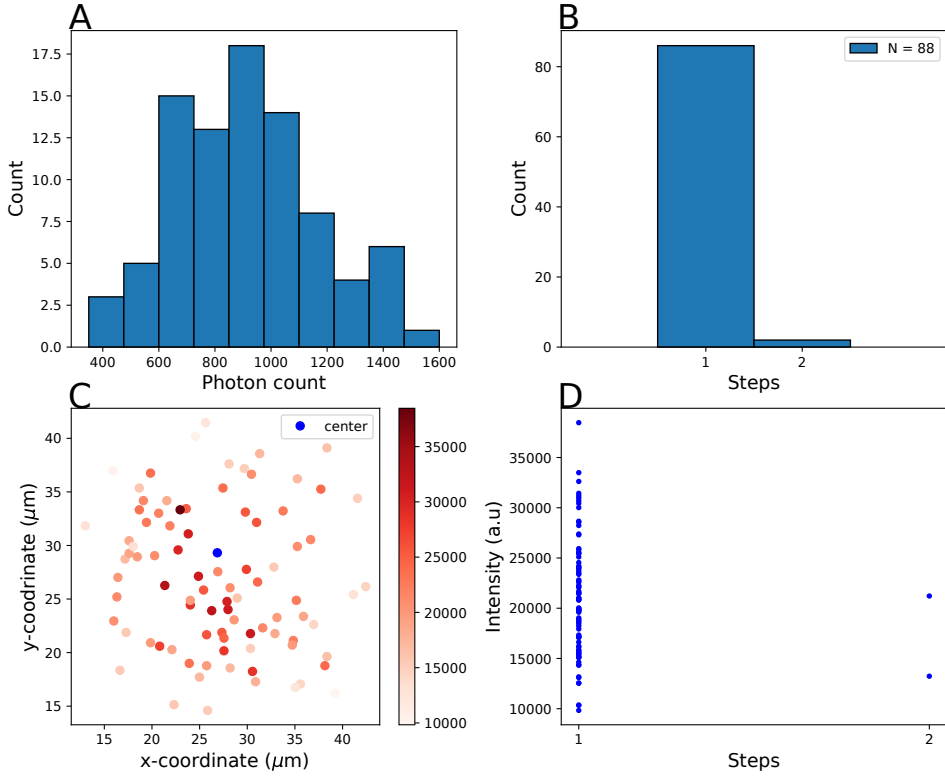 A
17.5
15.0
12.5
10.0
7.5
5.0
2.5
0.0
Count
400 600 800 1000 1200 1400 1600
Photon count
B
N = 88
80
60
40
20
0
Count
1 2
Steps
C
center
40
35
30
25
20
15
y-coodrinate (μm)
15 20 25 30 35 40
x-coordinate (μm)
35000
30000
25000
20000
15000
10000
D
35000
30000
25000
20000
15000
10000
Intensity (a.u)
1 2
Steps